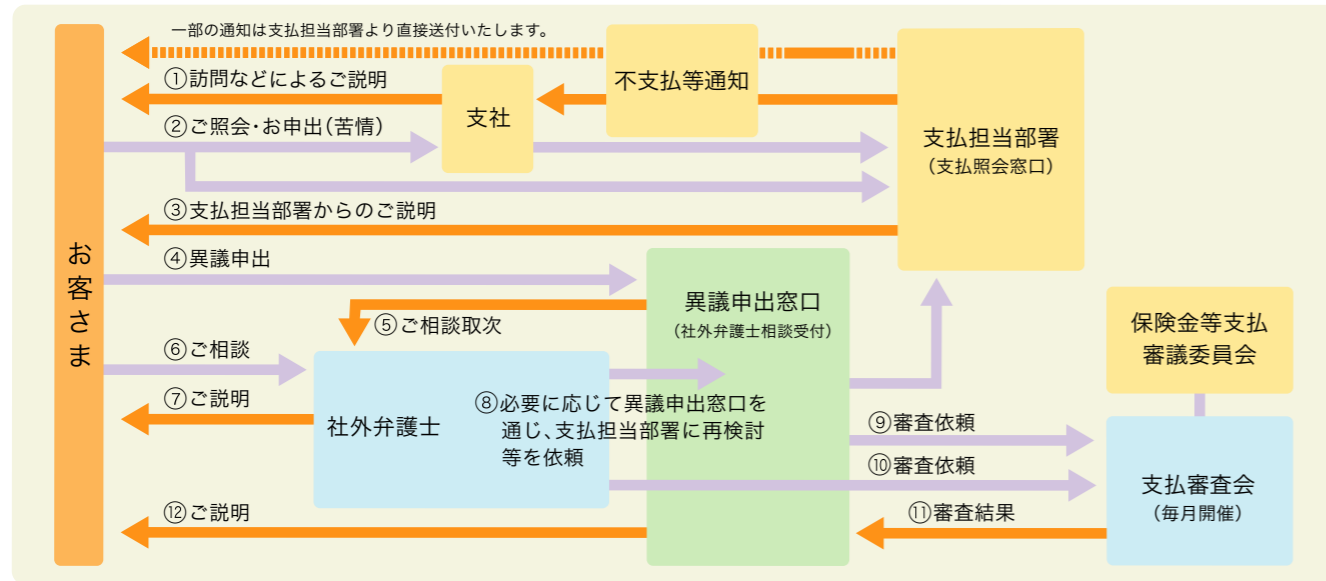 一部の通知は支払担当部署より直接送付いたします。
①訪問などによるご説明
不支払等通知
支社
②ご照会・お申出(苦情)
支払担当部署
(支払照会窓口)
③支払担当部署からのご説明
お客さま
④異議申出
異議申出窓口
(社外弁護士相談受付)
⑤ご相談取次
保険金等支払
審議委員会
⑥ご相談
⑦ご説明
社外弁護士
⑧必要に応じて異議申出窓口を
通じ、支払担当部署に再検討
等を依頼
⑨審査依頼
⑩審査依頼
支払審査会
(毎月開催)
⑪審査結果
⑫ご説明